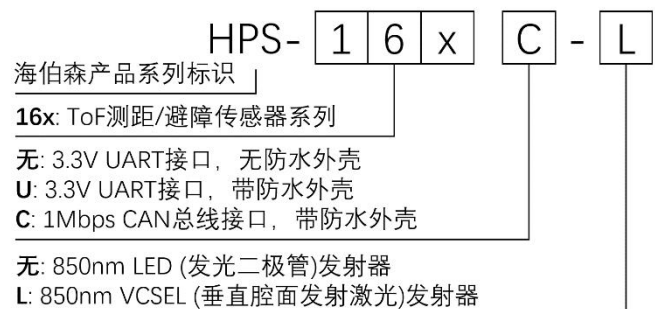 HPS- 1 6 x C - L
海伯森产品系列标识
16x: ToF测距/避障传感器系列
无: 3.3V UART接口，无防水外壳
U: 3.3V UART接口，带防水外壳
C: 1Mbps CAN总线接口，带防水外壳
无: 850nm LED (发光二极管)发射器
L: 850nm VCSEL (垂直腔面发射激光)发射器